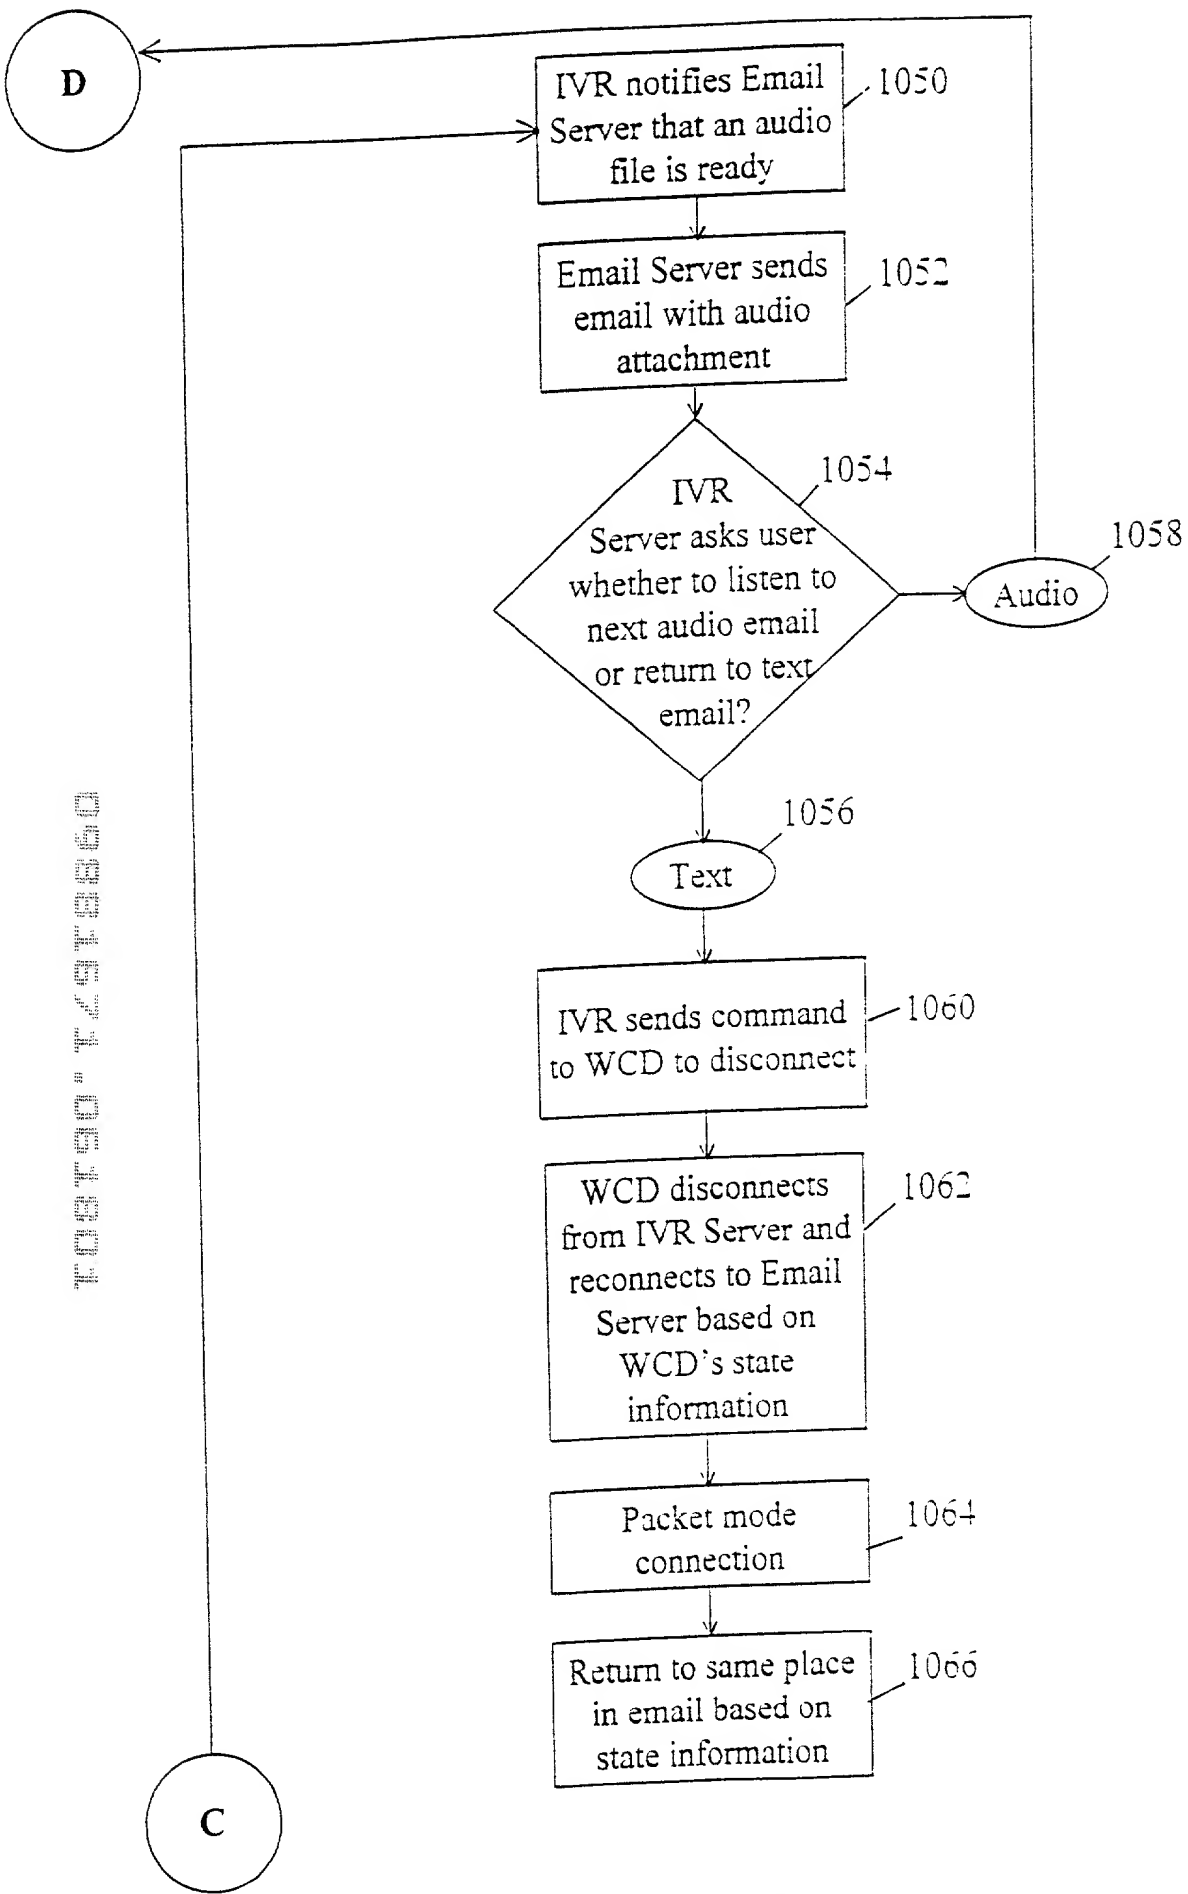 D
IVR notifies Email
Server that an audio
file is ready
1050
Email Server sends
email with audio
attachment
1052
IVR
Server asks user
whether to listen to
next audio email
or return to text
email?
1054
Audio
1058
Text
1056
IVR sends command
to WCD to disconnect
1060
WCD disconnects
from IVR Server and
reconnects to Email
Server based on
WCD's state
information
1062
Packet mode
connection
1064
Return to same place
in email based on
state information
1066
C